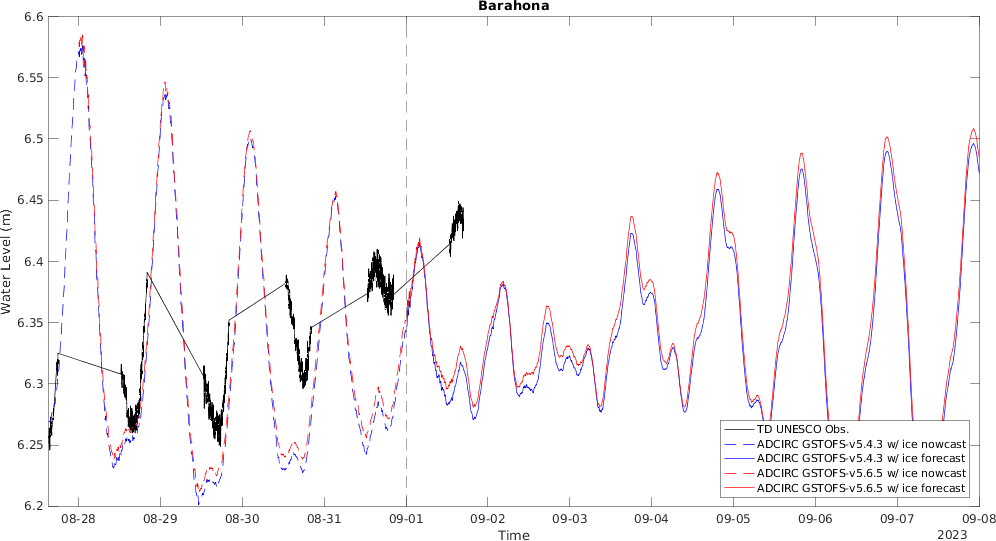 Barahona
6.6
6.55
6.5
6.45
6.4
6.35
6.3
6.25
6.2
Water Level (m)
TD UNESCO Obs.
ADCIRC GSTOFS-v5.4.3 w/ ice nowcast
ADCIRC GSTOFS-v5.4.3 w/ ice forecast
ADCIRC GSTOFS-v5.6.5 w/ ice nowcast
ADCIRC GSTOFS-v5.6.5 w/ ice forecast
08-28 08-29 08-30 08-31 09-01 09-02 09-03 09-04 09-05 09-06 09-07 09-08
Time
2023